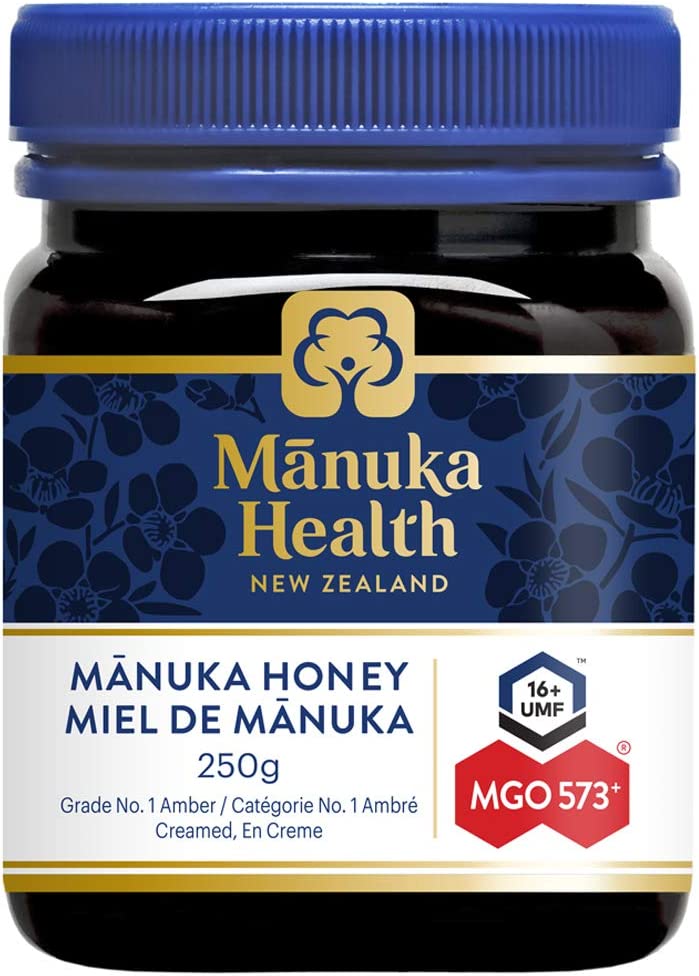 Mānuka
Health
NEW ZEALAND
MĀNUKA HONEY
MIEL DE MĀNUKA
250g
Grade No. 1 Amber / Catégorie No. 1 Ambré
Creamed, En Creme
16+
UMF
™
MGO 573+
®